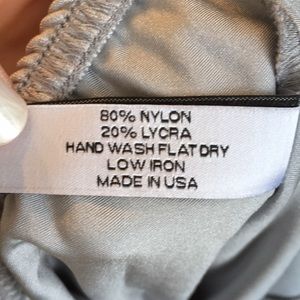 80% NYLON
20% LYCRA
HAND WASH FLAT DRY
LOW IRON
MADE IN USA